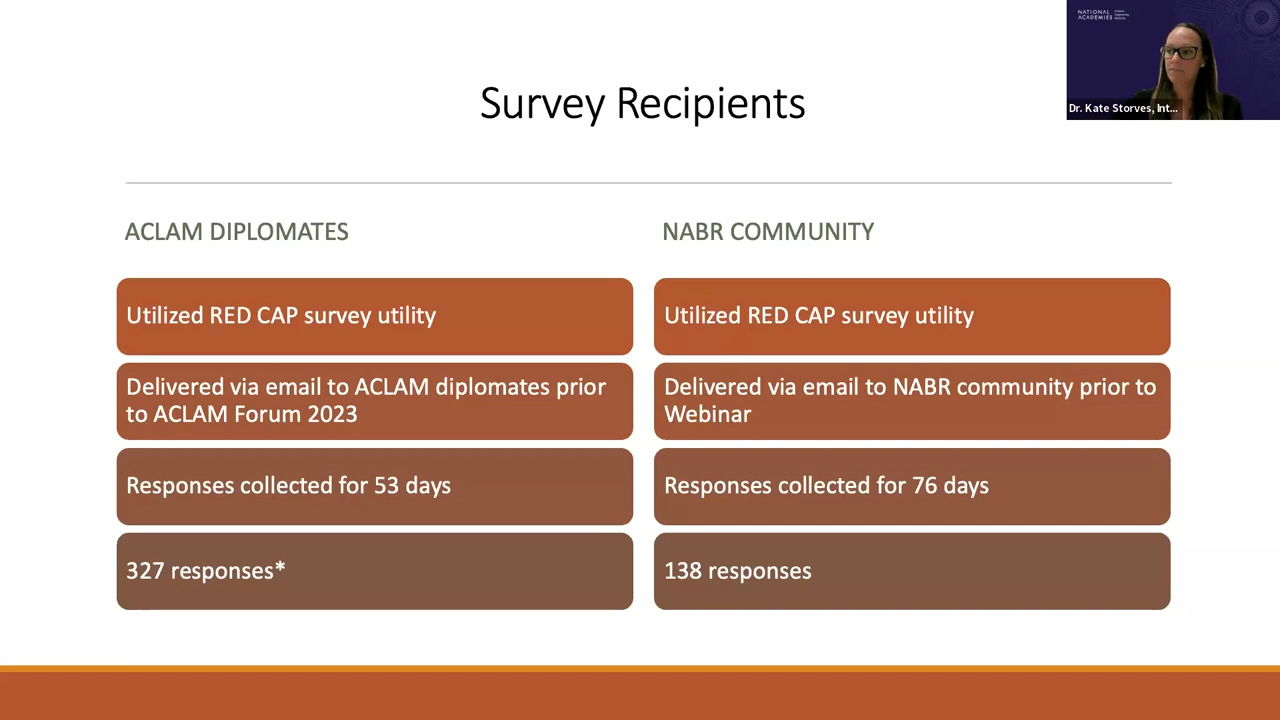 NATIONAL
ACADEMIES
Dr. Kate Storves, Int...
Survey Recipients
ACLAM DIPLOMATES
Utilized RED CAP survey utility
Delivered via email to ACLAM diplomates prior
to ACLAM Forum 2023
Responses collected for 53 days
327 responses*
NABR COMMUNITY
Utilized RED CAP survey utility
Delivered via email to NABR community prior to
Webinar
Responses collected for 76 days
138 responses